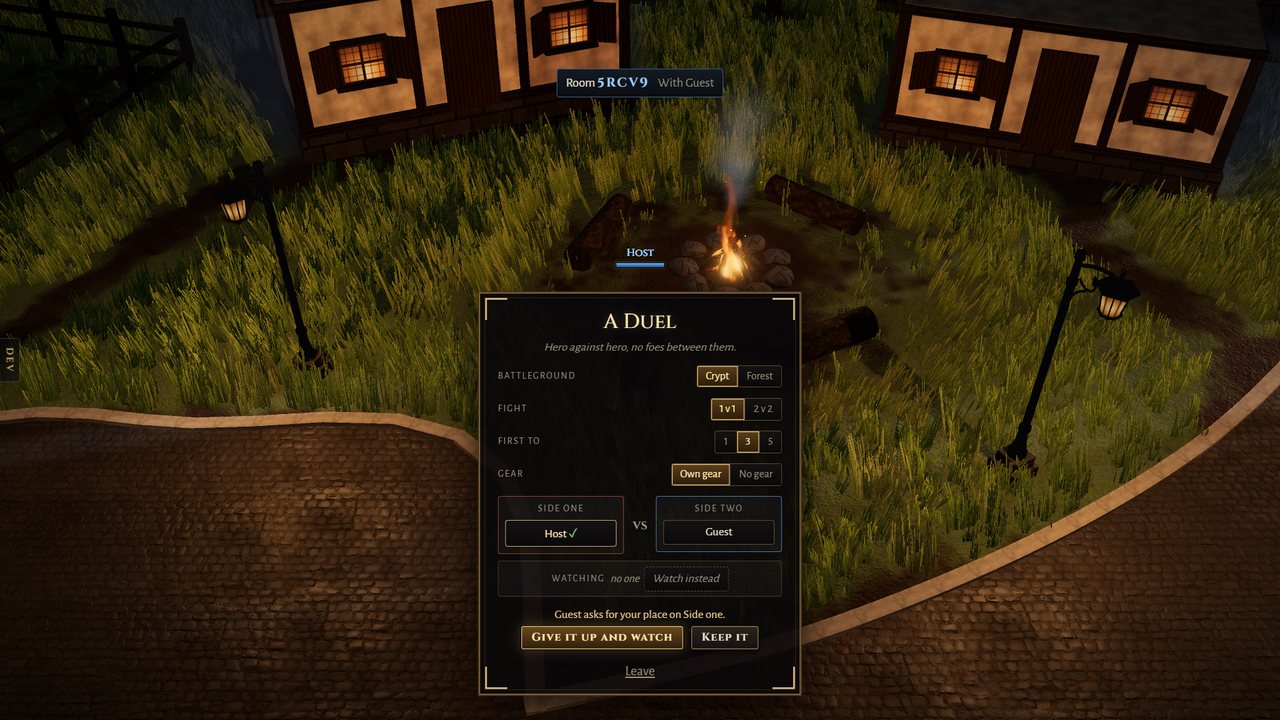 Room 5RCV9 With Guest
Host
DEV
A Duel
Hero against hero, no foes between them.
BATTLEGROUND Crypt Forest
FIGHT 1v1 2v2
FIRST TO 1 3 5
GEAR Own gear No gear
SIDE ONE SIDE TWO
Host ✓ VS Guest
WATCHING no one Watch instead
Guest asks for your place on Side one.
Give it up and watch Keep it
Leave